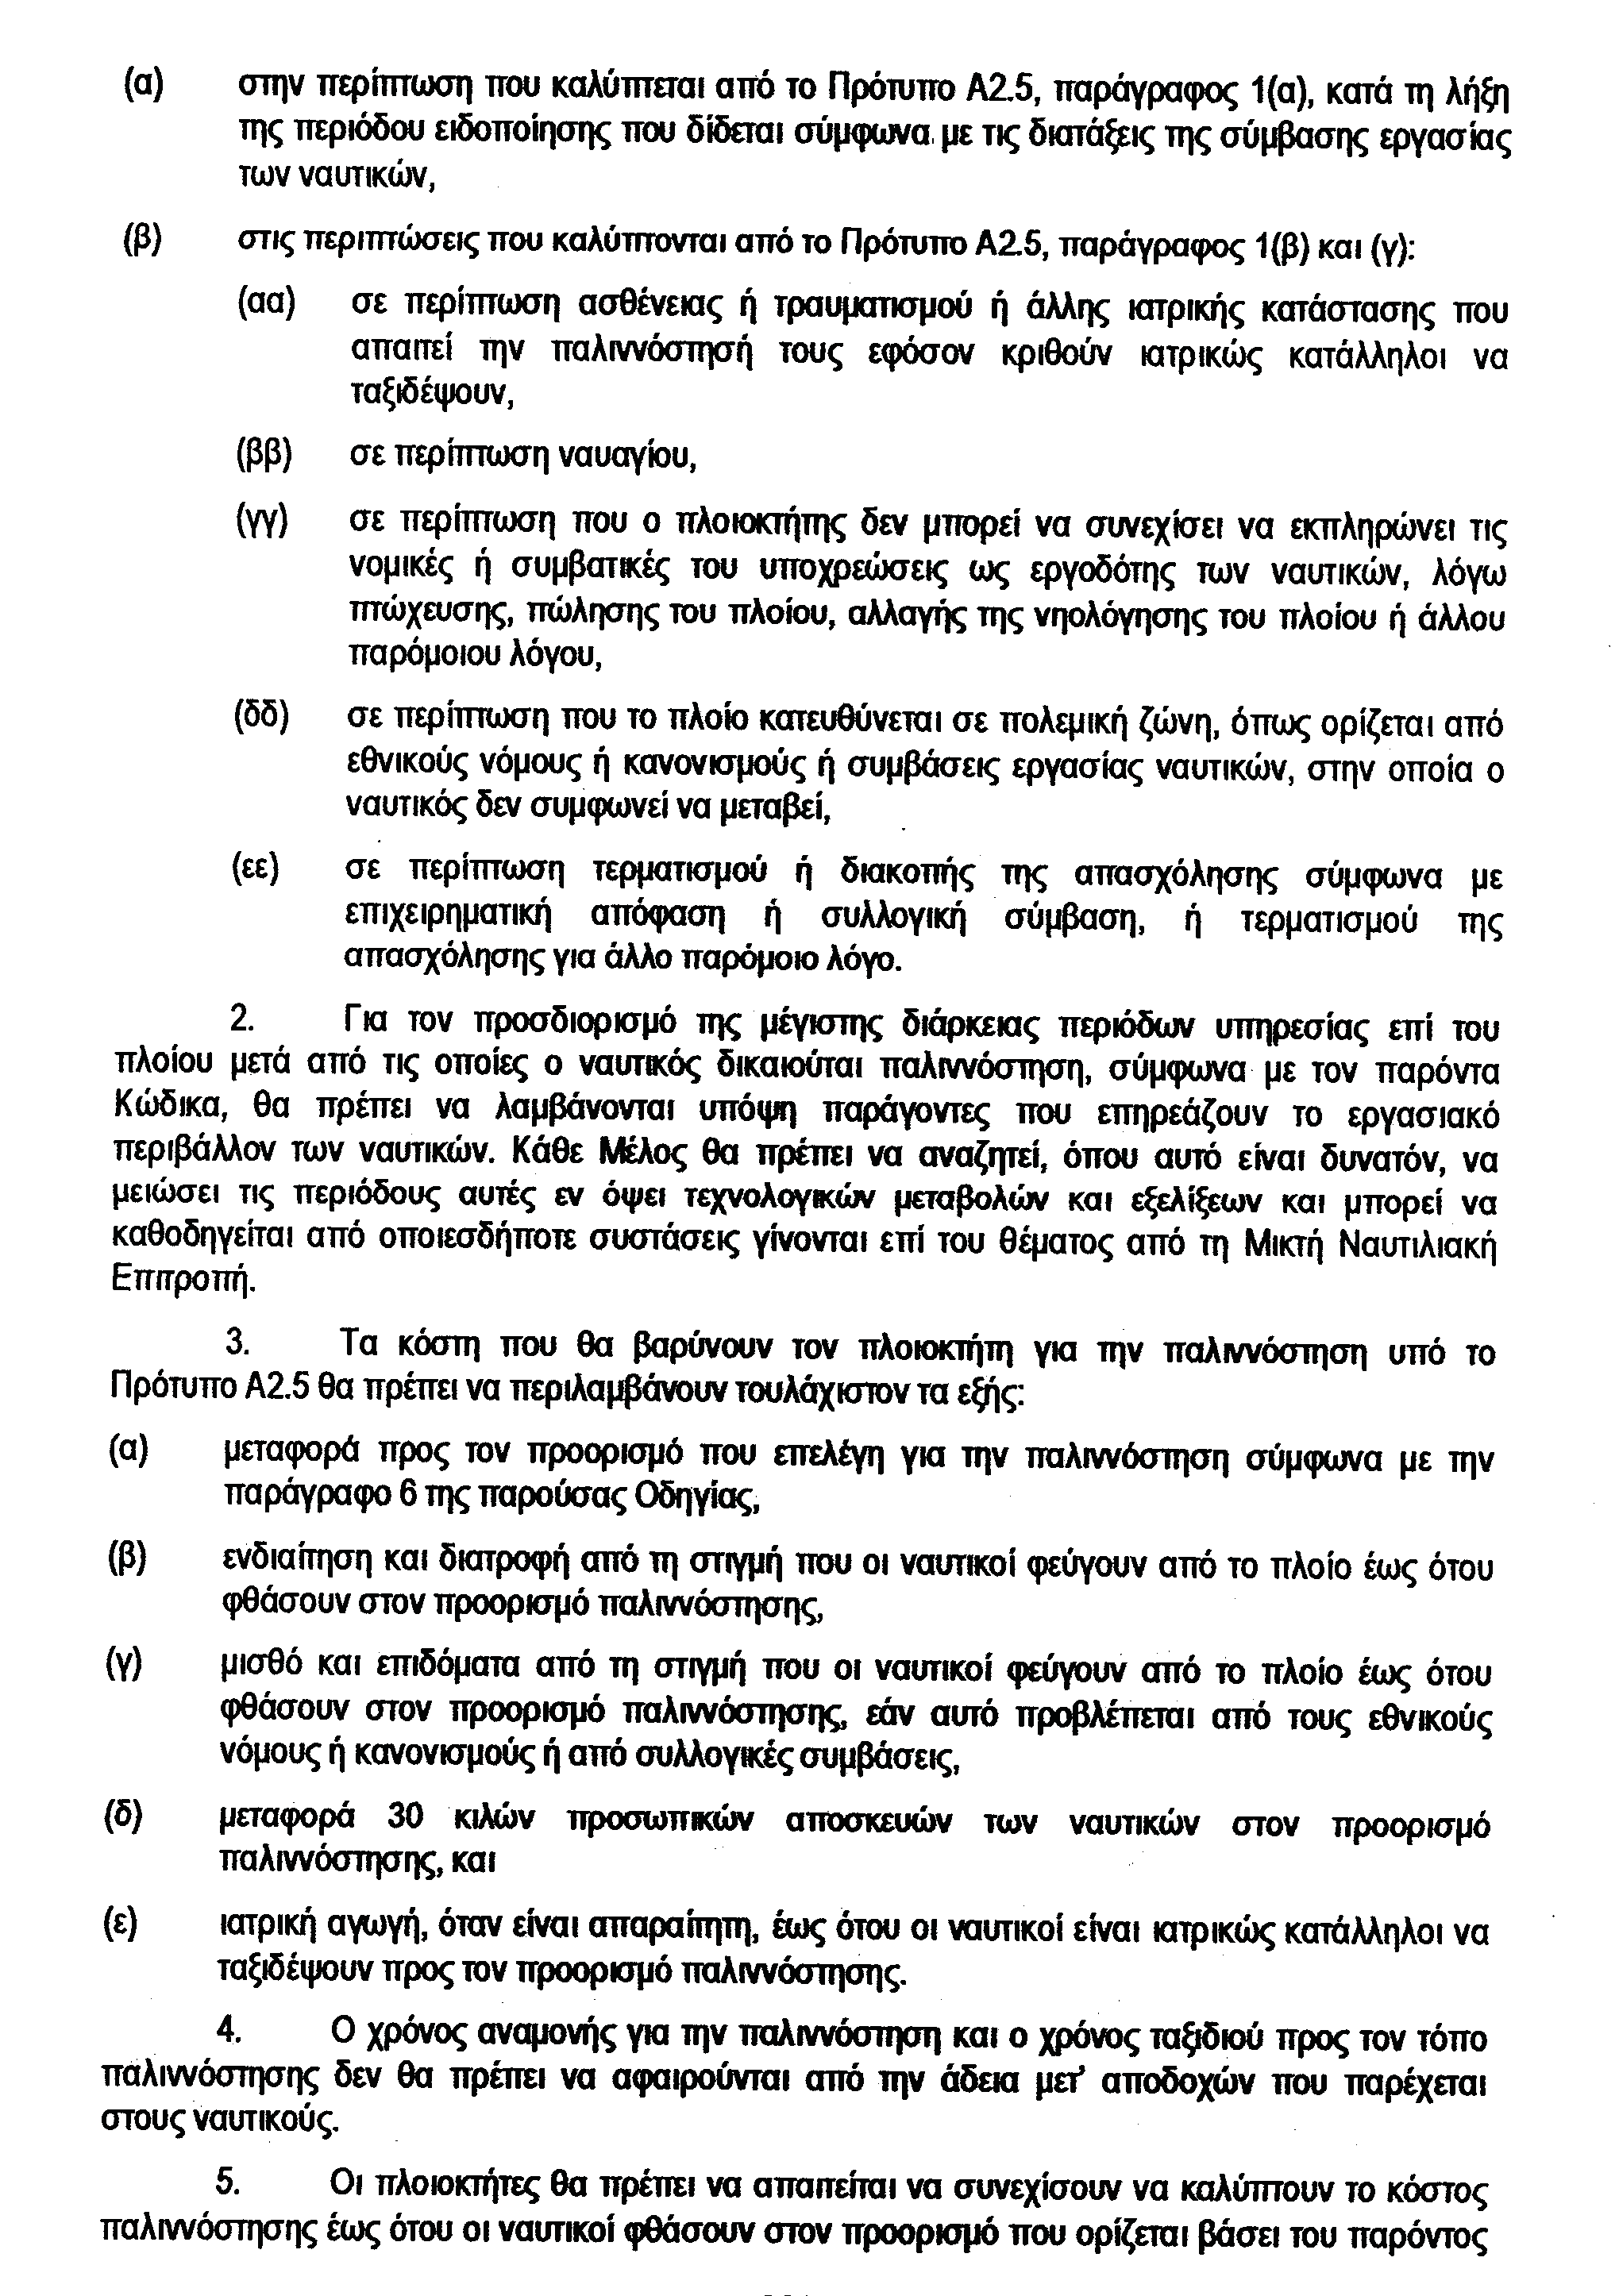 (α) στην περίπτωση που καλύπτεται από το Πρότυπο Α2.5, παράγραφος 1(α), κατά τη λήξη
της περιόδου ειδοποίησης που δίδεται σύμφωνα με τις διατάξεις της σύμβασης εργασίας
των ναυτικών,
(β) στις περιπτώσεις που καλύπτονται από το Πρότυπο Α2.5, παράγραφος 1(β) και (γ):
(αα) σε περίπτωση ασθένειας ή τραυματισμού ή άλλης ιατρικής κατάστασης που
απαιτεί την παλιννόστησή τους εφόσον κριθούν ιατρικώς κατάλληλοι να
ταξιδέψουν,
(ββ) σε περίπτωση ναυαγίου,
(γγ) σε περίπτωση που ο πλοιοκτήτης δεν μπορεί να συνεχίσει να εκπληρώνει τις
νομικές ή συμβατικές του υποχρεώσεις ως εργοδότης των ναυτικών, λόγω
πτώχευσης, πώλησης του πλοίου, αλλαγής της νηολόγησης του πλοίου ή άλλου
παρόμοιου λόγου,
(δδ) σε περίπτωση που το πλοίο κατευθύνεται σε πολεμική ζώνη, όπως ορίζεται από
εθνικούς νόμους ή κανονισμούς ή συμβάσεις εργασίας ναυτικών, στην οποία ο
ναυτικός δεν συμφωνεί να μεταβεί,
(εε) σε περίπτωση τερματισμού ή διακοπής της απασχόλησης σύμφωνα με
επιχειρηματική απόφαση ή συλλογική σύμβαση, ή τερματισμού της
απασχόλησης για άλλο παρόμοιο λόγο.
2. Για τον προσδιορισμό της μέγιστης διάρκειας περιόδων υπηρεσίας επί του
πλοίου μετά από τις οποίες ο ναυτικός δικαιούται παλιννόστηση, σύμφωνα με τον παρόντα
Κώδικα, θα πρέπει να λαμβάνονται υπόψη παράγοντες που επηρεάζουν το εργασιακό
περιβάλλον των ναυτικών. Κάθε Μέλος θα πρέπει να αναζητεί, όπου αυτό είναι δυνατόν, να
μειώσει τις περιόδους αυτές εν όψει τεχνολογικών μεταβολών και εξελίξεων και μπορεί να
καθοδηγείται από οποιεσδήποτε συστάσεις γίνονται επί του θέματος από τη Μικτή Ναυτιλιακή
Επιτροπή.
3. Τα κόστη που θα βαρύνουν τον πλοιοκτήτη για την παλιννόστηση υπό το
Πρότυπο Α2.5 θα πρέπει να περιλαμβάνουν τουλάχιστον τα εξής:
(α) μεταφορά προς τον προορισμό που επελέγη για την παλιννόστηση σύμφωνα με την
παράγραφο 6 της παρούσας Οδηγίας,
(β) ενδιαίτηση και διατροφή από τη στιγμή που οι ναυτικοί φεύγουν από το πλοίο έως ότου
φθάσουν στον προορισμό παλιννόστησης,
(γ) μισθό και επιδόματα από τη στιγμή που οι ναυτικοί φεύγουν από το πλοίο έως ότου
φθάσουν στον προορισμό παλιννόστησης, εάν αυτό προβλέπεται από τους εθνικούς
νόμους ή κανονισμούς ή από συλλογικές συμβάσεις,
(δ) μεταφορά 30 κιλών προσωπικών αποσκευών των ναυτικών στον προορισμό
παλιννόστησης, και
(ε) ιατρική αγωγή, όταν είναι απαραίτητη, έως ότου οι ναυτικοί είναι ιατρικώς κατάλληλοι να
ταξιδέψουν προς τον προορισμό παλιννόστησης.
4. Ο χρόνος αναμονής για την παλιννόστηση και ο χρόνος ταξιδιού προς τον τόπο
παλιννόστησης δεν θα πρέπει να αφαιρούνται από την άδεια μετ' αποδοχών που παρέχεται
στους ναυτικούς.
5. Οι πλοιοκτήτες θα πρέπει να απαιτείται να συνεχίσουν να καλύπτουν το κόστος
παλιννόστησης έως ότου οι ναυτικοί φθάσουν στον προορισμό που ορίζεται βάσει του παρόντος